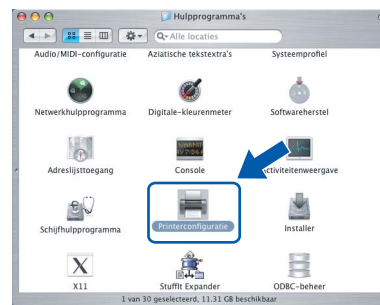 Hulpprogramma's
Alle locaties
Audio/MIDI-configuratie Aziatische tekstextra's Systeemprofiel
Netwerkhulpprogramma Digitale-kleurenmeter Softwareherstel
Adreslijsttoegang Console ctiviteitenweergave
Schijfhulpprogramma Printerconfiguratie Installer
X11 StuffIt Expander ODBC-beheer
1 van 30 geselecteerd, 11.31 GB beschikbaar